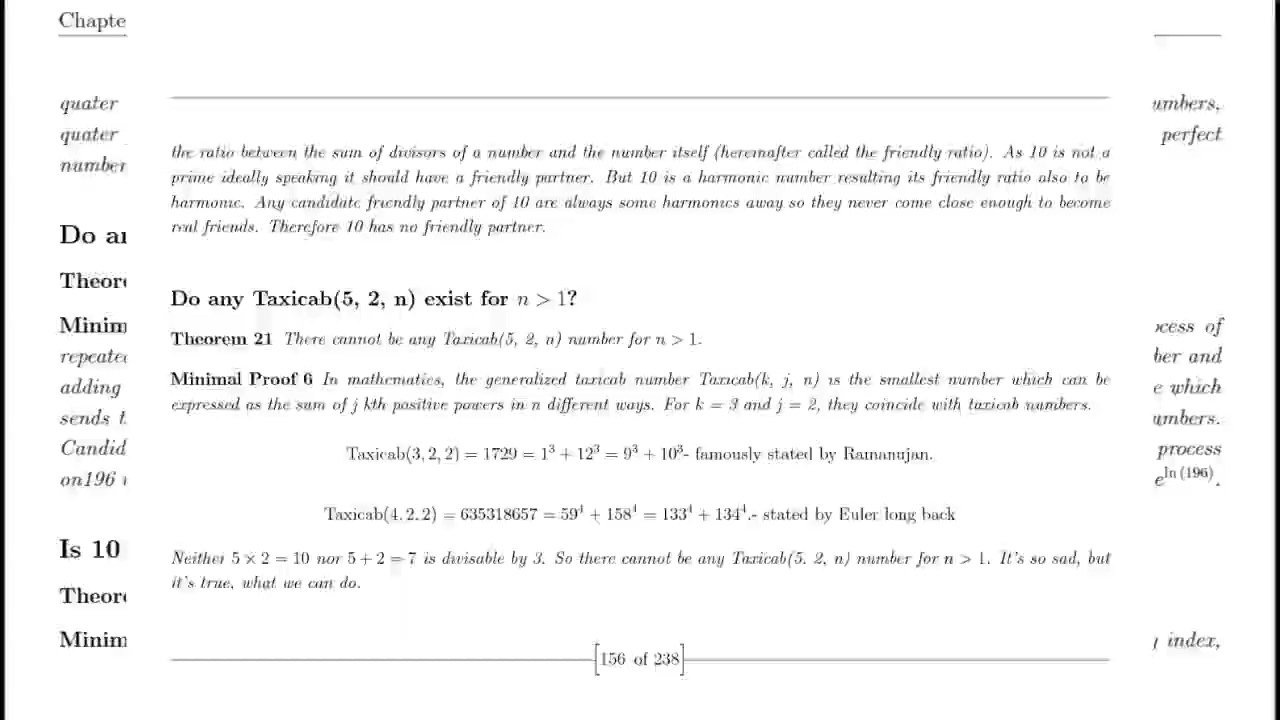 Chapte
quater
umbers,
quater
perfect
number
the ratio between the sum of divisors of a number and the number itself (hereinafter called the friendly ratio). As 10 is not a
prime ideally speaking it should have a friendly partner. But 10 is a harmonic number resulting its friendly ratio also to be
harmonic. Any candidate friendly partner of 10 are always some harmonics away so they never come close enough to become
real friends. Therefore 10 has no friendly partner.
Do ar
Theore
Do any Taxicab(5, 2, n) exist for n > 1?
Minim
ocess of
Theorem 21 There cannot be any Taxicab(5, 2, n) number for n > 1.
repeate
ber and
Minimal Proof 6 In mathematics, the generalized taxicab number Taxicab(k, j, n) is the smallest number which can be
adding
e which
expressed as the sum of j kth positive powers in n different ways. For k = 3 and j = 2, they coincide with taxicab numbers.
sends t
umbers.
Candid
process
Taxicab(3, 2, 2) = 1729 = 1³ + 12³ = 9³ + 10³- famously stated by Ramanujan.
on196
e^ln (196).
Taxicab(4, 2, 2) = 635318657 = 59⁴ + 158⁴ = 133⁴ + 134⁴.- stated by Euler long back
Is 10
Neither 5 × 2 = 10 nor 5 + 2 = 7 is divisable by 3. So there cannot be any Taxicab(5, 2, n) number for n > 1. It's so sad, but
it's true, what we can do.
Theore
Minim
index,
[156 of 238]